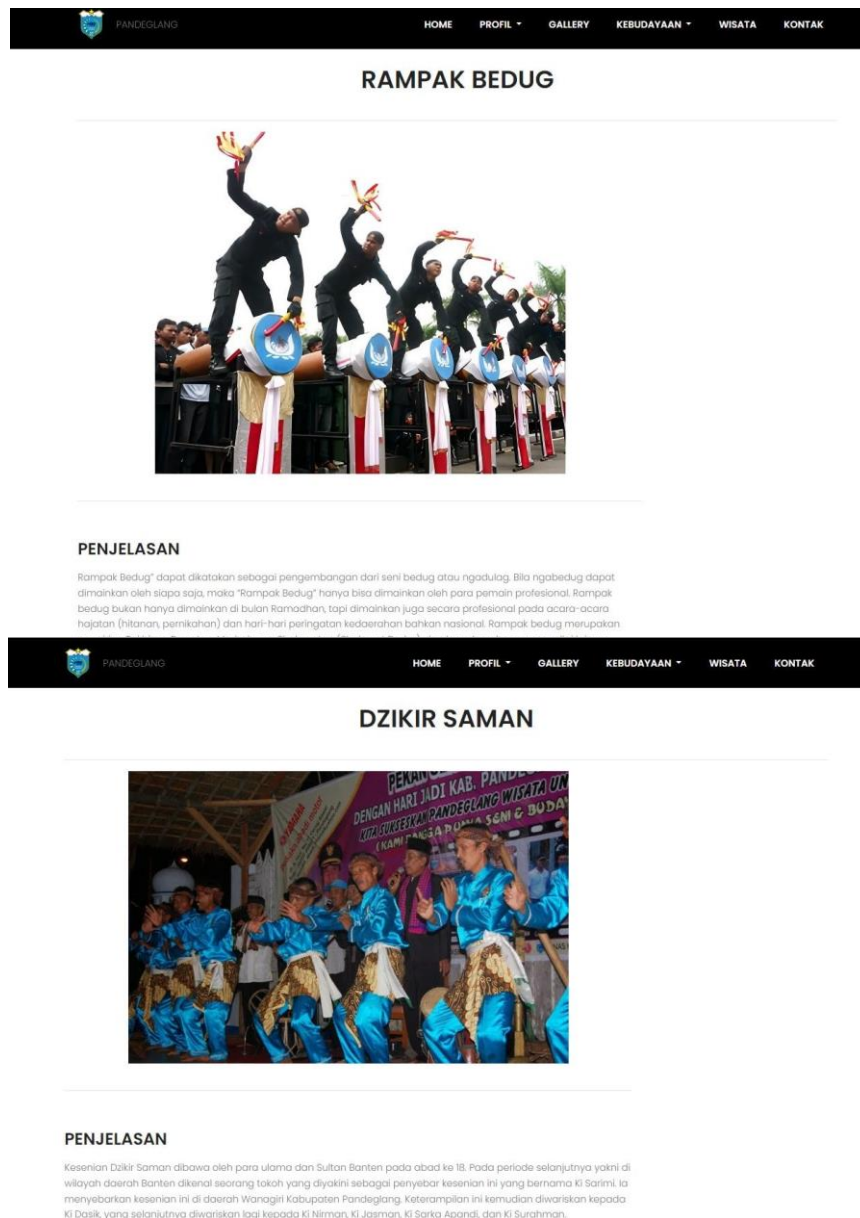 PANDEGLANG HOME PROFIL GALLERY KEBUDAYAAN WISATA KONTAK
RAMPAK BEDUG
PENJELASAN
Rampak Bedug" dapat dikatakan sebagai pengembangan dari seni bedug atau ngadulag. Bila ngabedug dapat
dimainkan oleh siapa saja, maka "Rampak Bedug" hanya bisa dimainkan oleh para pemain profesional. Rampak
bedug bukan hanya dimainkan di bulan Ramadhan, tapi dimainkan juga secara profesional pada acara-acara
hajatan (hitanan, pernikahan) dan hari-hari peringatan kedaerahan bahkan nasional. Rampak bedug merupakan
PANDEGLANG HOME PROFIL GALLERY KEBUDAYAAN WISATA KONTAK
DZIKIR SAMAN
PEKAN
DENGAN HARI JADI KAB.
KITA SUKSESKAN PANDEGLANG WISATA
YAMAHA
PENJELASAN
Kesenian Dzikir Saman dibawa oleh para ulama dan Sultan Banten pada abad ke 18. Pada periode selanjutnya yakni di
wilayah daerah Banten dikenal seorang tokoh yang diyakini sebagai penyebar kesenian ini yang bernama Ki Sarimi. Ia
menyebarkan kesenian ini di daerah Wanagiri Kabupaten Pandeglang. Keterampilan ini kemudian diwariskan kepada
Ki Dasik, yang selanjutnya diwariskan lagi kepada Ki Nirman, Ki Jasman, Ki Sarka Apandi, dan Ki Surahman.